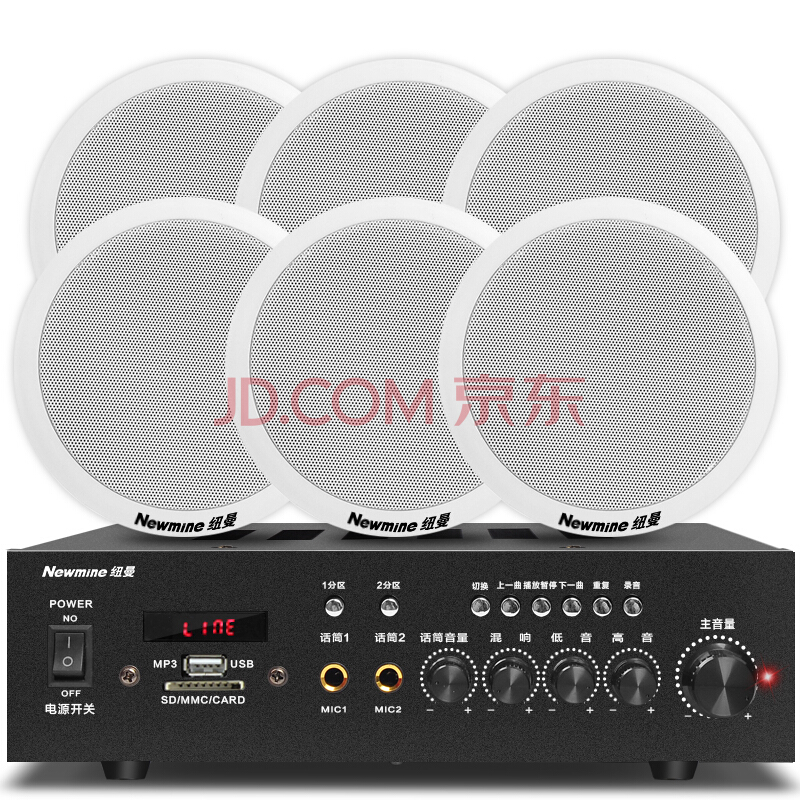 JD.COM 京东
Newmine 纽曼
Newmine 纽曼
Newmine 纽曼
Newmine 纽曼
POWER
NO
OFF
电源开关
LINE
MP3 USB
SD/MMC/CARD
1分区 2分区
话筒1 话筒2
MIC1 MIC2
切换 上一曲 播放暂停 下一曲 重复 录音
话筒音量 混响 低音 高音
- + - + - + - +
主音量
- +